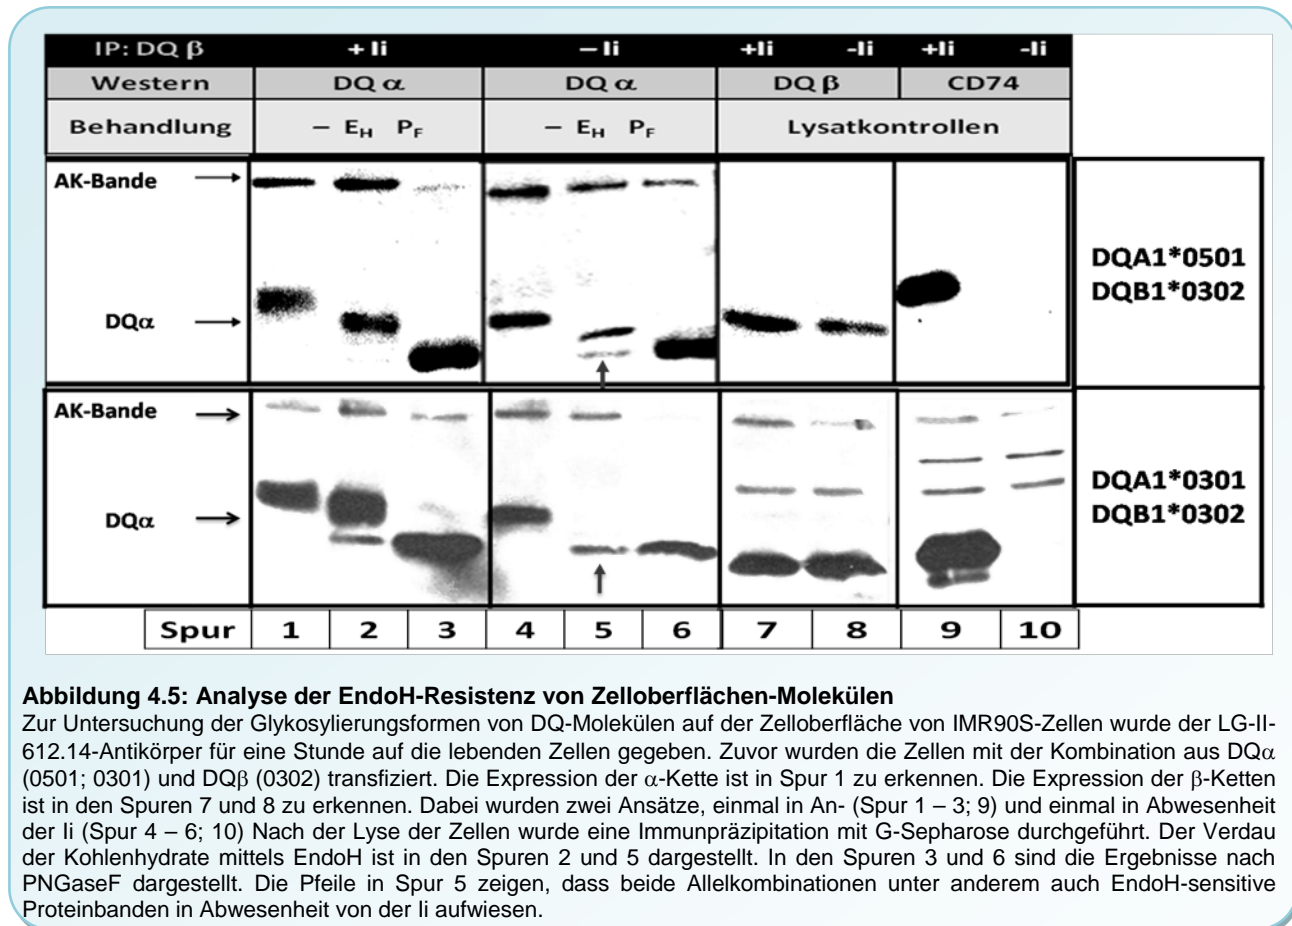 IP: DQ β + Ii – Ii +Ii -Ii +Ii -Ii
Western DQ α DQ α DQ β CD74
Behandlung – E_H P_F – E_H P_F Lysatkontrollen
AK-Bande
DQα
DQA1*0501
DQB1*0302
AK-Bande
DQα
DQA1*0301
DQB1*0302
Spur 1 2 3 4 5 6 7 8 9 10
Abbildung 4.5: Analyse der EndoH-Resistenz von Zelloberflächen-Molekülen
Zur Untersuchung der Glykosylierungsformen von DQ-Molekülen auf der Zelloberfläche von IMR90S-Zellen wurde der LG-II-
612.14-Antikörper für eine Stunde auf die lebenden Zellen gegeben. Zuvor wurden die Zellen mit der Kombination aus DQα
(0501; 0301) und DQβ (0302) transfiziert. Die Expression der α-Kette ist in Spur 1 zu erkennen. Die Expression der β-Ketten
ist in den Spuren 7 und 8 zu erkennen. Dabei wurden zwei Ansätze, einmal in An- (Spur 1 – 3; 9) und einmal in Abwesenheit
der Ii (Spur 4 – 6; 10) Nach der Lyse der Zellen wurde eine Immunpräzipitation mit G-Sepharose durchgeführt. Der Verdau
der Kohlenhydrate mittels EndoH ist in den Spuren 2 und 5 dargestellt. In den Spuren 3 und 6 sind die Ergebnisse nach
PNGaseF dargestellt. Die Pfeile in Spur 5 zeigen, dass beide Allelkombinationen unter anderem auch EndoH-sensitive
Proteinbanden in Abwesenheit von der Ii aufwiesen.